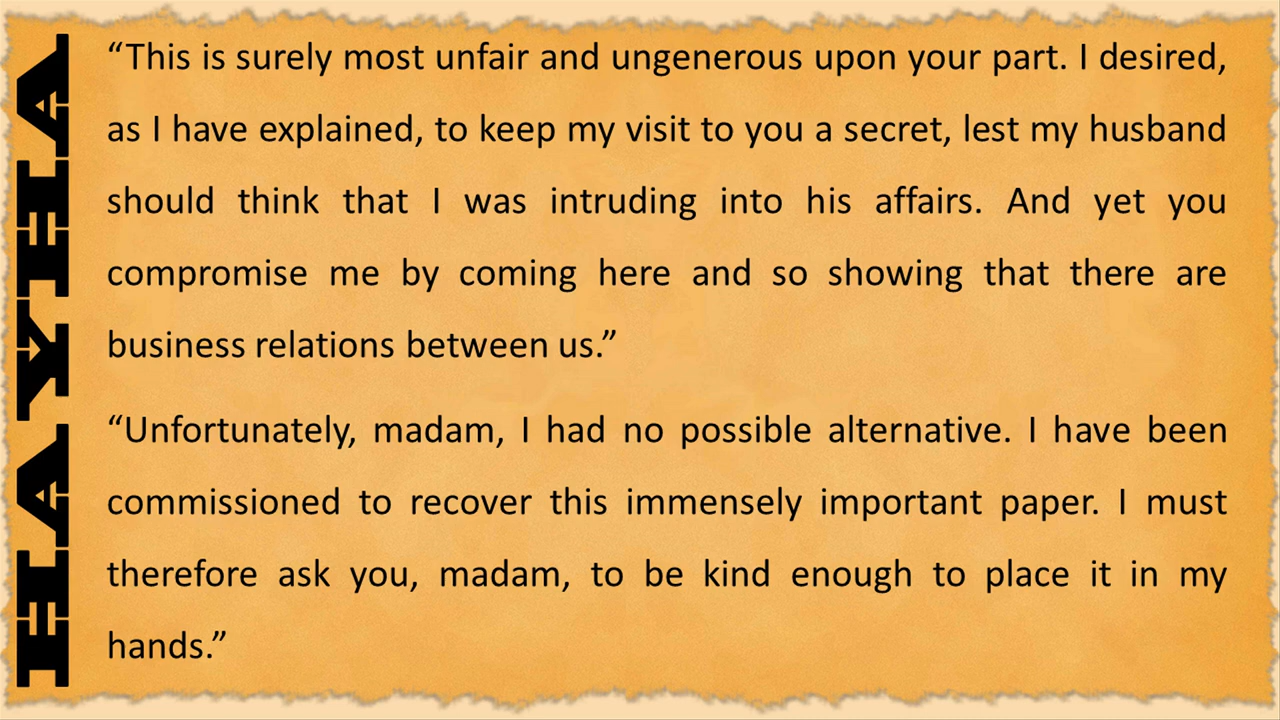 HAYHA
“This is surely most unfair and ungenerous upon your part. I desired,
as I have explained, to keep my visit to you a secret, lest my husband
should think that I was intruding into his affairs. And yet you
compromise me by coming here and so showing that there are
business relations between us.”
“Unfortunately, madam, I had no possible alternative. I have been
commissioned to recover this immensely important paper. I must
therefore ask you, madam, to be kind enough to place it in my
hands.”